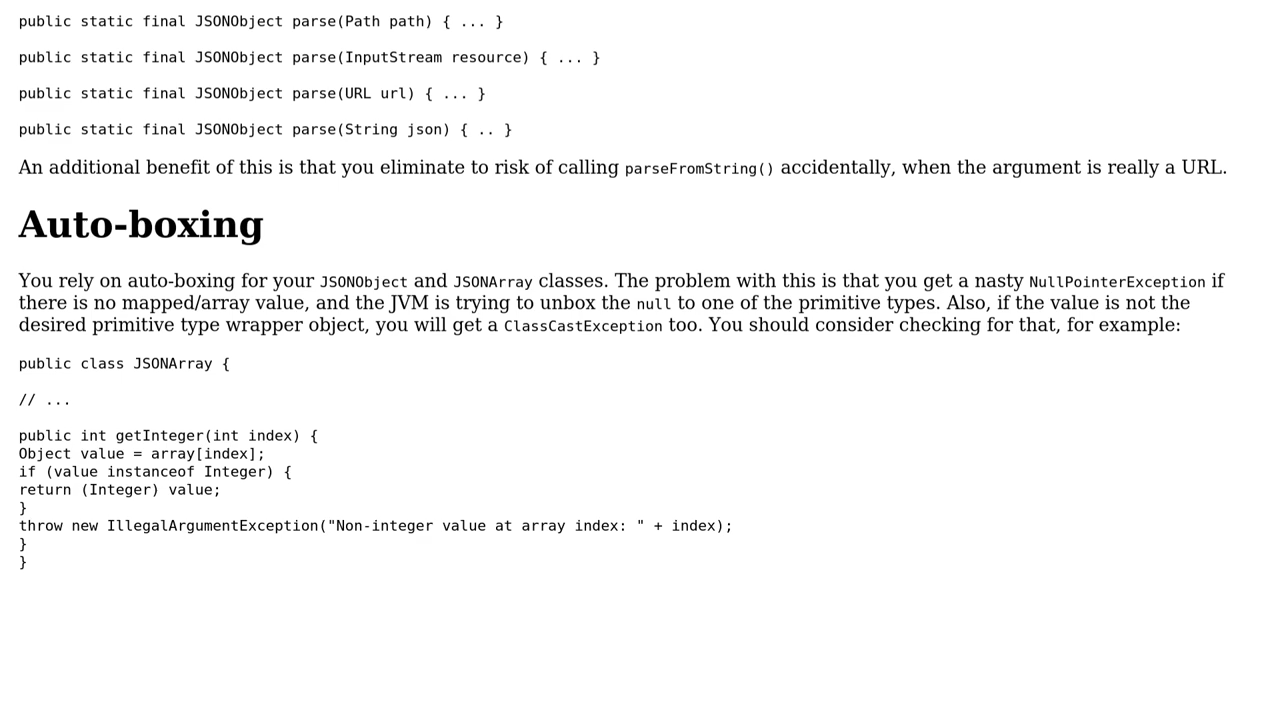 public static final JSONObject parse(Path path) { ... }
public static final JSONObject parse(InputStream resource) { ... }
public static final JSONObject parse(URL url) { ... }
public static final JSONObject parse(String json) { .. }
An additional benefit of this is that you eliminate to risk of calling parseFromString() accidentally, when the argument is really a URL.
Auto-boxing
You rely on auto-boxing for your JSONObject and JSONArray classes. The problem with this is that you get a nasty NullPointerException if
there is no mapped/array value, and the JVM is trying to unbox the null to one of the primitive types. Also, if the value is not the
desired primitive type wrapper object, you will get a ClassCastException too. You should consider checking for that, for example:
public class JSONArray {
// ...
public int getInteger(int index) {
Object value = array[index];
if (value instanceof Integer) {
return (Integer) value;
}
throw new IllegalArgumentException("Non-integer value at array index: " + index);
}
}